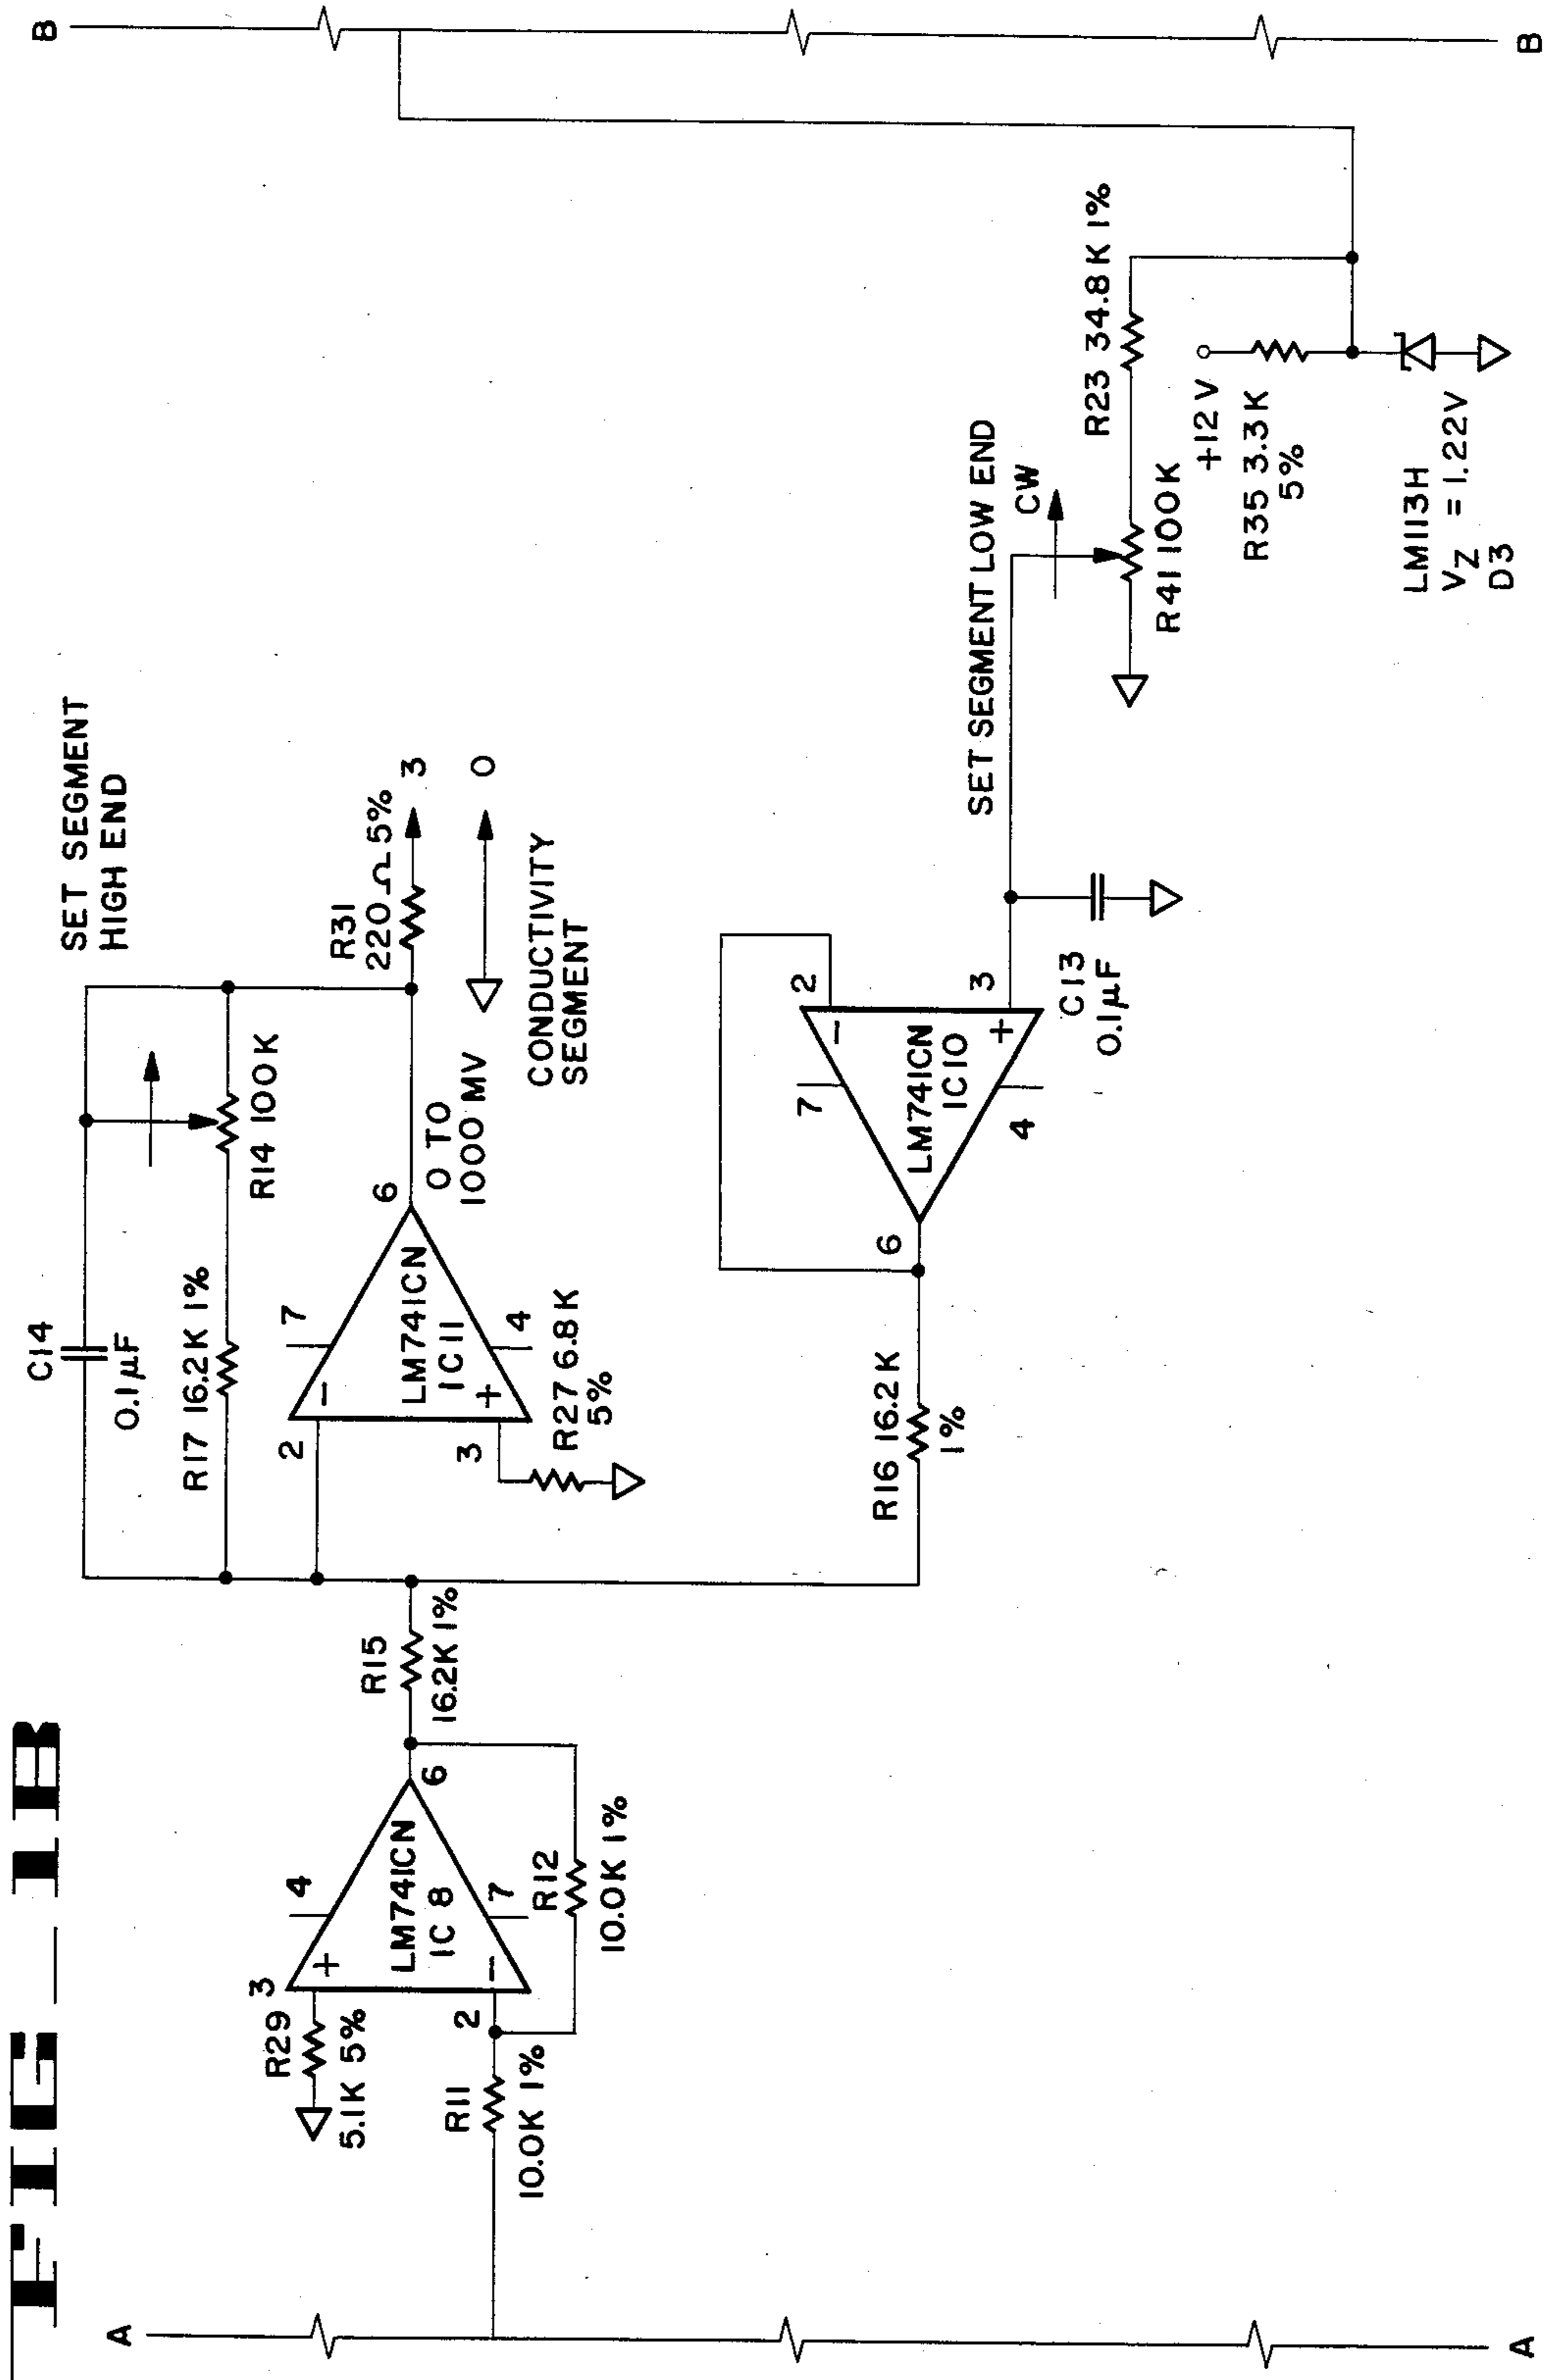 FIG-1B
A
A
B
B
R29
5.1K 5%
3
+
4
LM741CN
IC 8
6
-
2
7
R11
10.0K 1%
R12
10.0K 1%
R15
16.2K 1%
C14
0.1µF
R17 16.2K 1%
R14 100K
SET SEGMENT
HIGH END
2
-
7
LM741CN
IC11
6
3
+
4
R27 6.8K
5%
0 TO
1000 MV
R31
220Ω5%
3
0
CONDUCTIVITY
SEGMENT
R16 16.2K
1%
6
7
-
2
LM741CN
IC10
+
3
4
C13
0.1µF
SET SEGMENT LOW END
CW
R41 100K
R23 34.8K 1%
+12V
R35 3.3K
5%
LM113H
VZ = 1.22V
D3